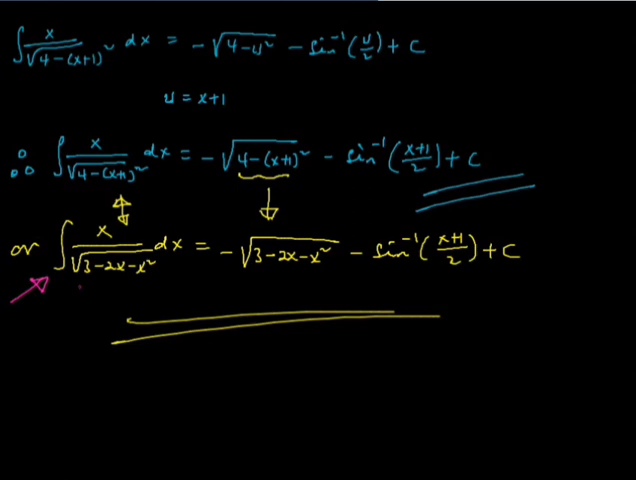 ∫ x/√(4-(x+1)²) dx = -√(4-u²) - sin⁻¹(u/2) + C
u = x+1
∴ ∫ x/√(4-(x+1)²) dx = -√(4-(x+1)²) - sin⁻¹((x+1)/2) + C
or ∫ x/√(3-2x-x²) dx = -√(3-2x-x²) - sin⁻¹((x+1)/2) + C